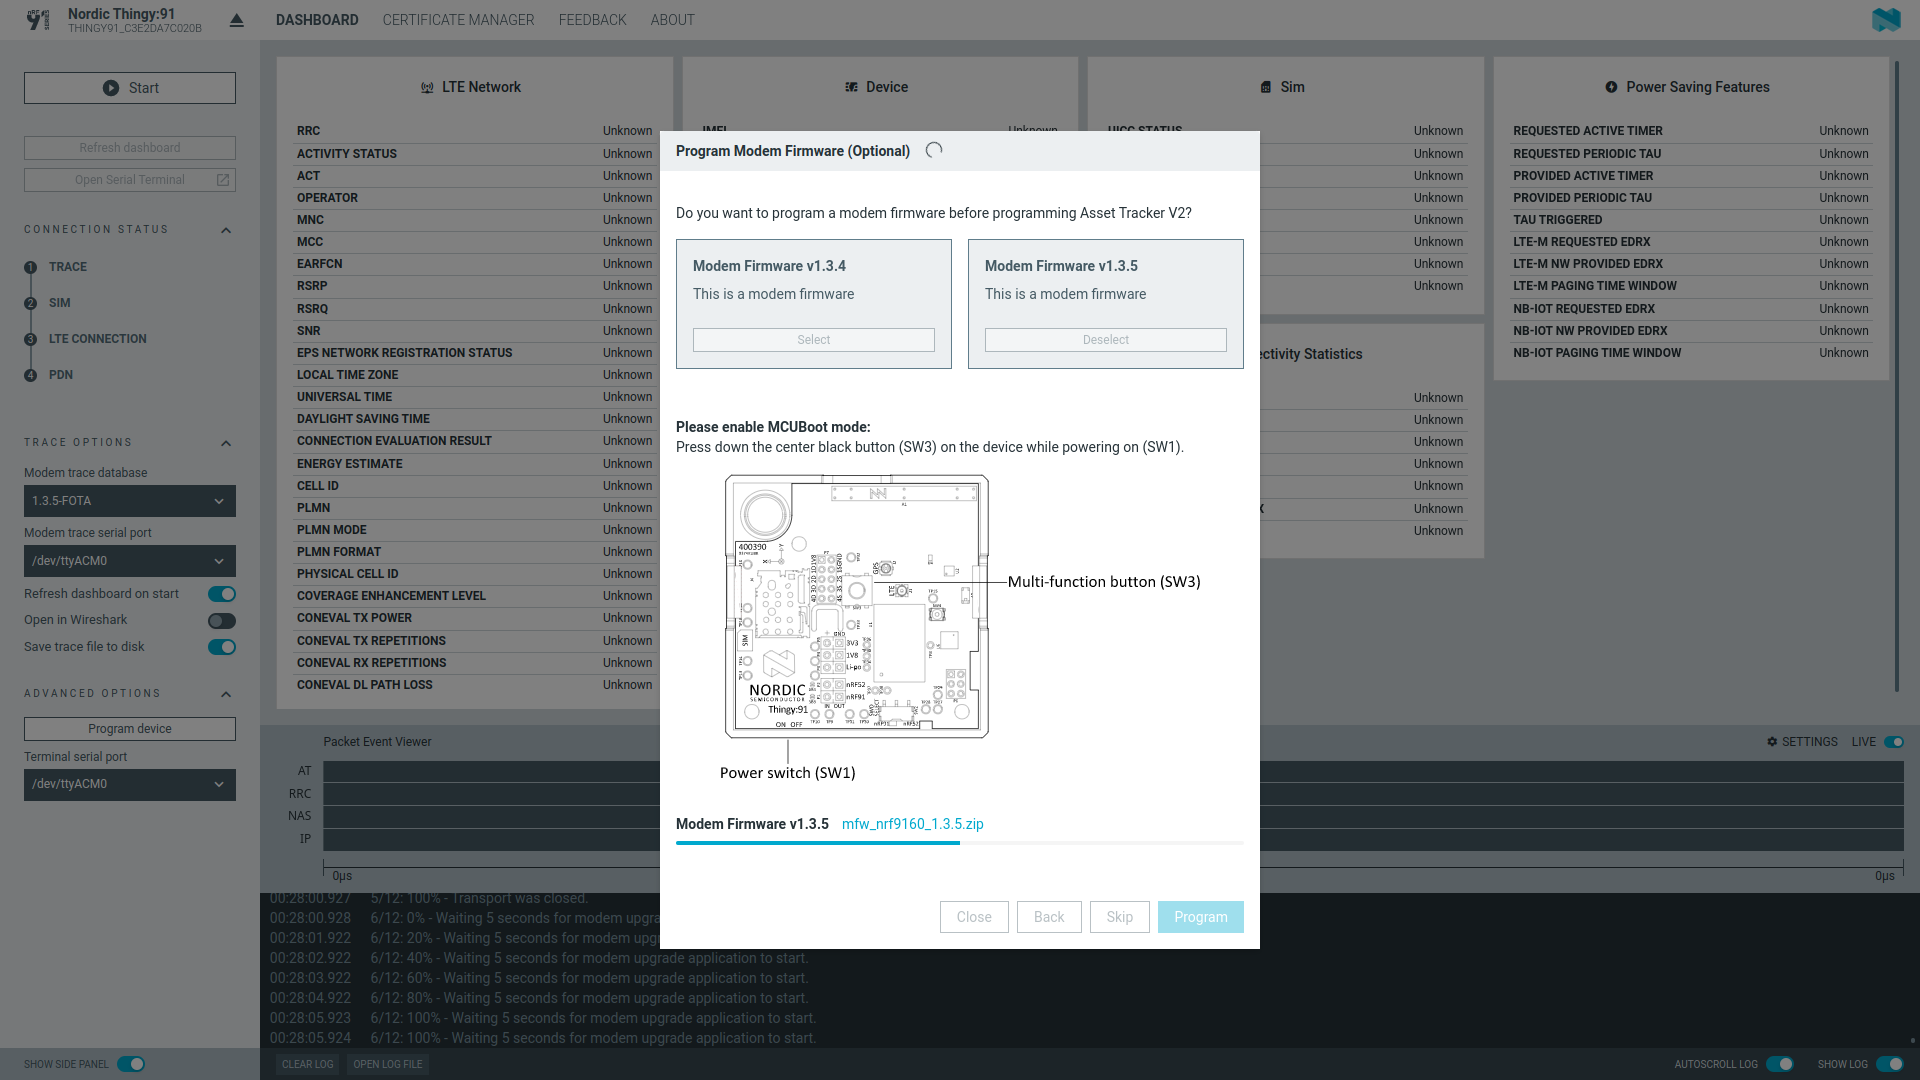 Nordic Thingy:91
THINGY91_C3E2DA7C020B
DASHBOARD
CERTIFICATE MANAGER
FEEDBACK
ABOUT
Start
Refresh dashboard
Open Serial Terminal
CONNECTION STATUS
1 TRACE
2 SIM
3 LTE CONNECTION
4 PDN
TRACE OPTIONS
Modem trace database
1.3.5-FOTA
Modem trace serial port
/dev/ttyACM0
Refresh dashboard on start
Open in Wireshark
Save trace file to disk
ADVANCED OPTIONS
Program device
Terminal serial port
/dev/ttyACM0
SHOW SIDE PANEL
LTE Network
RRC Unknown
ACTIVITY STATUS Unknown
ACT Unknown
OPERATOR Unknown
MNC Unknown
MCC Unknown
EARFCN Unknown
RSRP Unknown
RSRQ Unknown
SNR Unknown
EPS NETWORK REGISTRATION STATUS Unknown
LOCAL TIME ZONE Unknown
UNIVERSAL TIME Unknown
DAYLIGHT SAVING TIME Unknown
CONNECTION EVALUATION RESULT Unknown
ENERGY ESTIMATE Unknown
CELL ID Unknown
PLMN Unknown
PLMN MODE Unknown
PLMN FORMAT Unknown
PHYSICAL CELL ID Unknown
COVERAGE ENHANCEMENT LEVEL Unknown
CONEVAL TX POWER Unknown
CONEVAL TX REPETITIONS Unknown
CONEVAL RX REPETITIONS Unknown
CONEVAL DL PATH LOSS Unknown
Device
IMEI Unknown
Sim
UICC STATUS Unknown
Unknown
Unknown
Unknown
Unknown
Unknown
Unknown
Unknown
ectivity Statistics
Unknown
Unknown
Unknown
Unknown
Unknown
X Unknown
Unknown
Power Saving Features
REQUESTED ACTIVE TIMER Unknown
REQUESTED PERIODIC TAU Unknown
PROVIDED ACTIVE TIMER Unknown
PROVIDED PERIODIC TAU Unknown
TAU TRIGGERED Unknown
LTE-M REQUESTED EDRX Unknown
LTE-M NW PROVIDED EDRX Unknown
LTE-M PAGING TIME WINDOW Unknown
NB-IOT REQUESTED EDRX Unknown
NB-IOT NW PROVIDED EDRX Unknown
NB-IOT PAGING TIME WINDOW Unknown
Program Modem Firmware (Optional)
Do you want to program a modem firmware before programming Asset Tracker V2?
Modem Firmware v1.3.4
This is a modem firmware
Select
Modem Firmware v1.3.5
This is a modem firmware
Deselect
Please enable MCUBoot mode:
Press down the center black button (SW3) on the device while powering on (SW1).
400390
GPS
LTE
SIM
GND
3V3
1V8
Li-po
nRF52
nRF91
IN OUT
NORDIC
SEMICONDUCTOR
Thingy:91
ON OFF
Multi-function button (SW3)
Power switch (SW1)
Modem Firmware v1.3.5 mfw_nrf9160_1.3.5.zip
Close
Back
Skip
Program
Packet Event Viewer
SETTINGS
LIVE
AT
RRC
NAS
IP
0µs
0µs
00:28:00.927 5/12: 100% - Transport was closed.
00:28:00.928 6/12: 0% - Waiting 5 seconds for modem upgra
00:28:01.922 6/12: 20% - Waiting 5 seconds for modem upg
00:28:02.922 6/12: 40% - Waiting 5 seconds for modem upgrade application to start.
00:28:03.922 6/12: 60% - Waiting 5 seconds for modem upgrade application to start.
00:28:04.922 6/12: 80% - Waiting 5 seconds for modem upgrade application to start.
00:28:05.923 6/12: 100% - Waiting 5 seconds for modem upgrade application to start.
00:28:05.924 6/12: 100% - Waiting 5 seconds for modem upgrade application to start.
CLEAR LOG
OPEN LOG FILE
AUTOSCROLL LOG
SHOW LOG